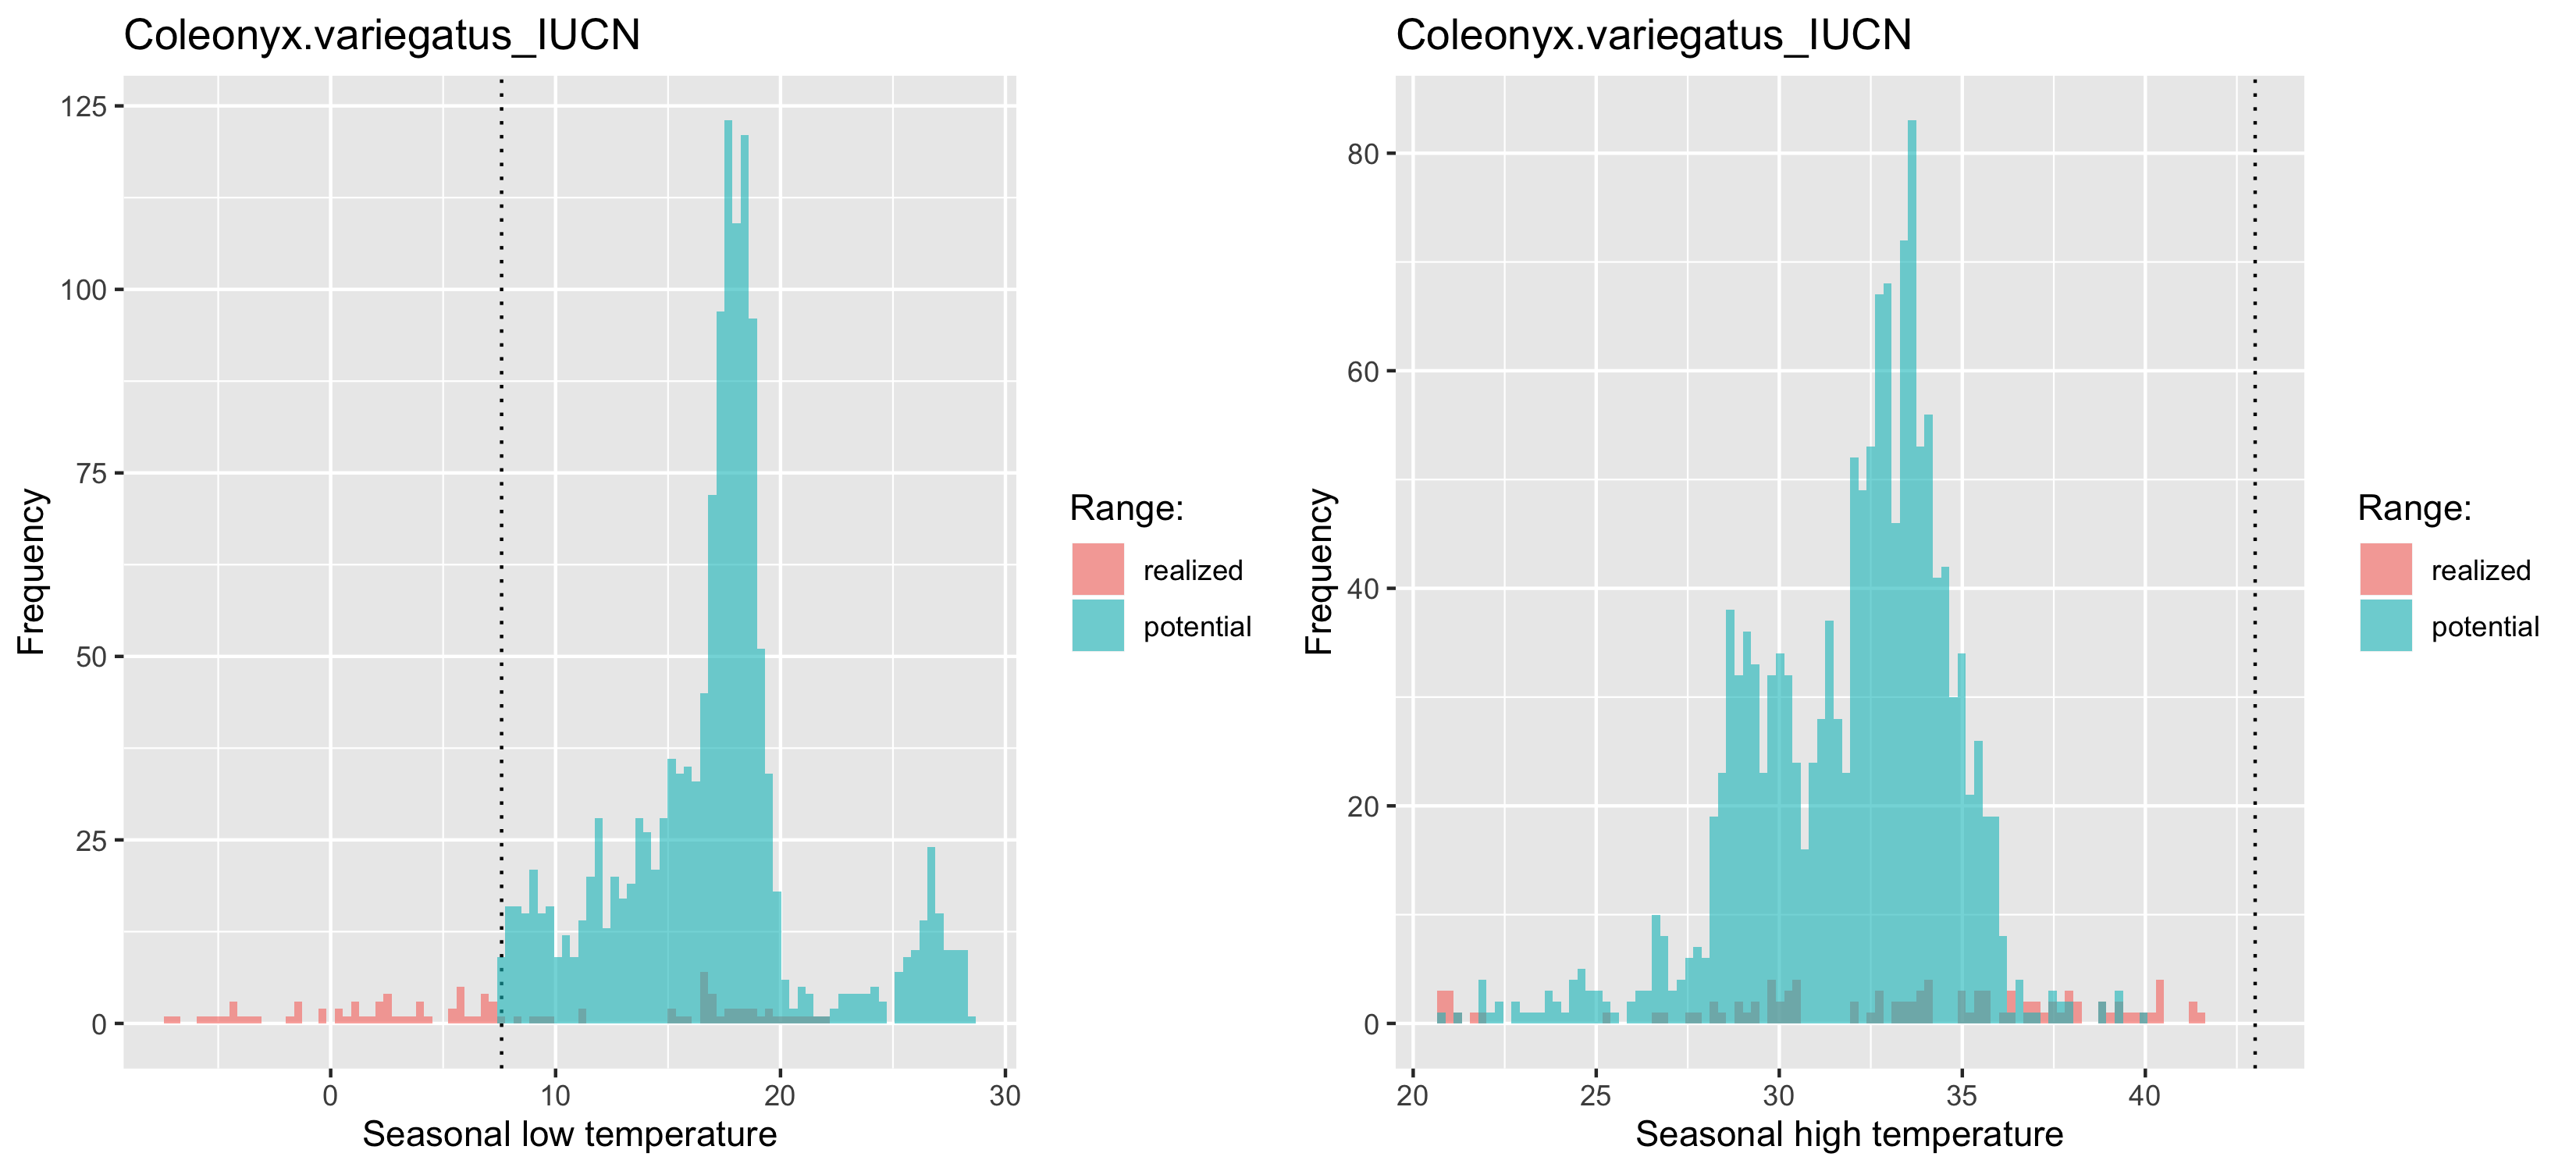 Coleonyx.variegatus_IUCN
125
100
75
50
25
0
Frequency
0 10 20 30
Seasonal low temperature
Range:
realized
potential
Coleonyx.variegatus_IUCN
80
60
40
20
0
Frequency
20 25 30 35 40
Seasonal high temperature
Range:
realized
potential